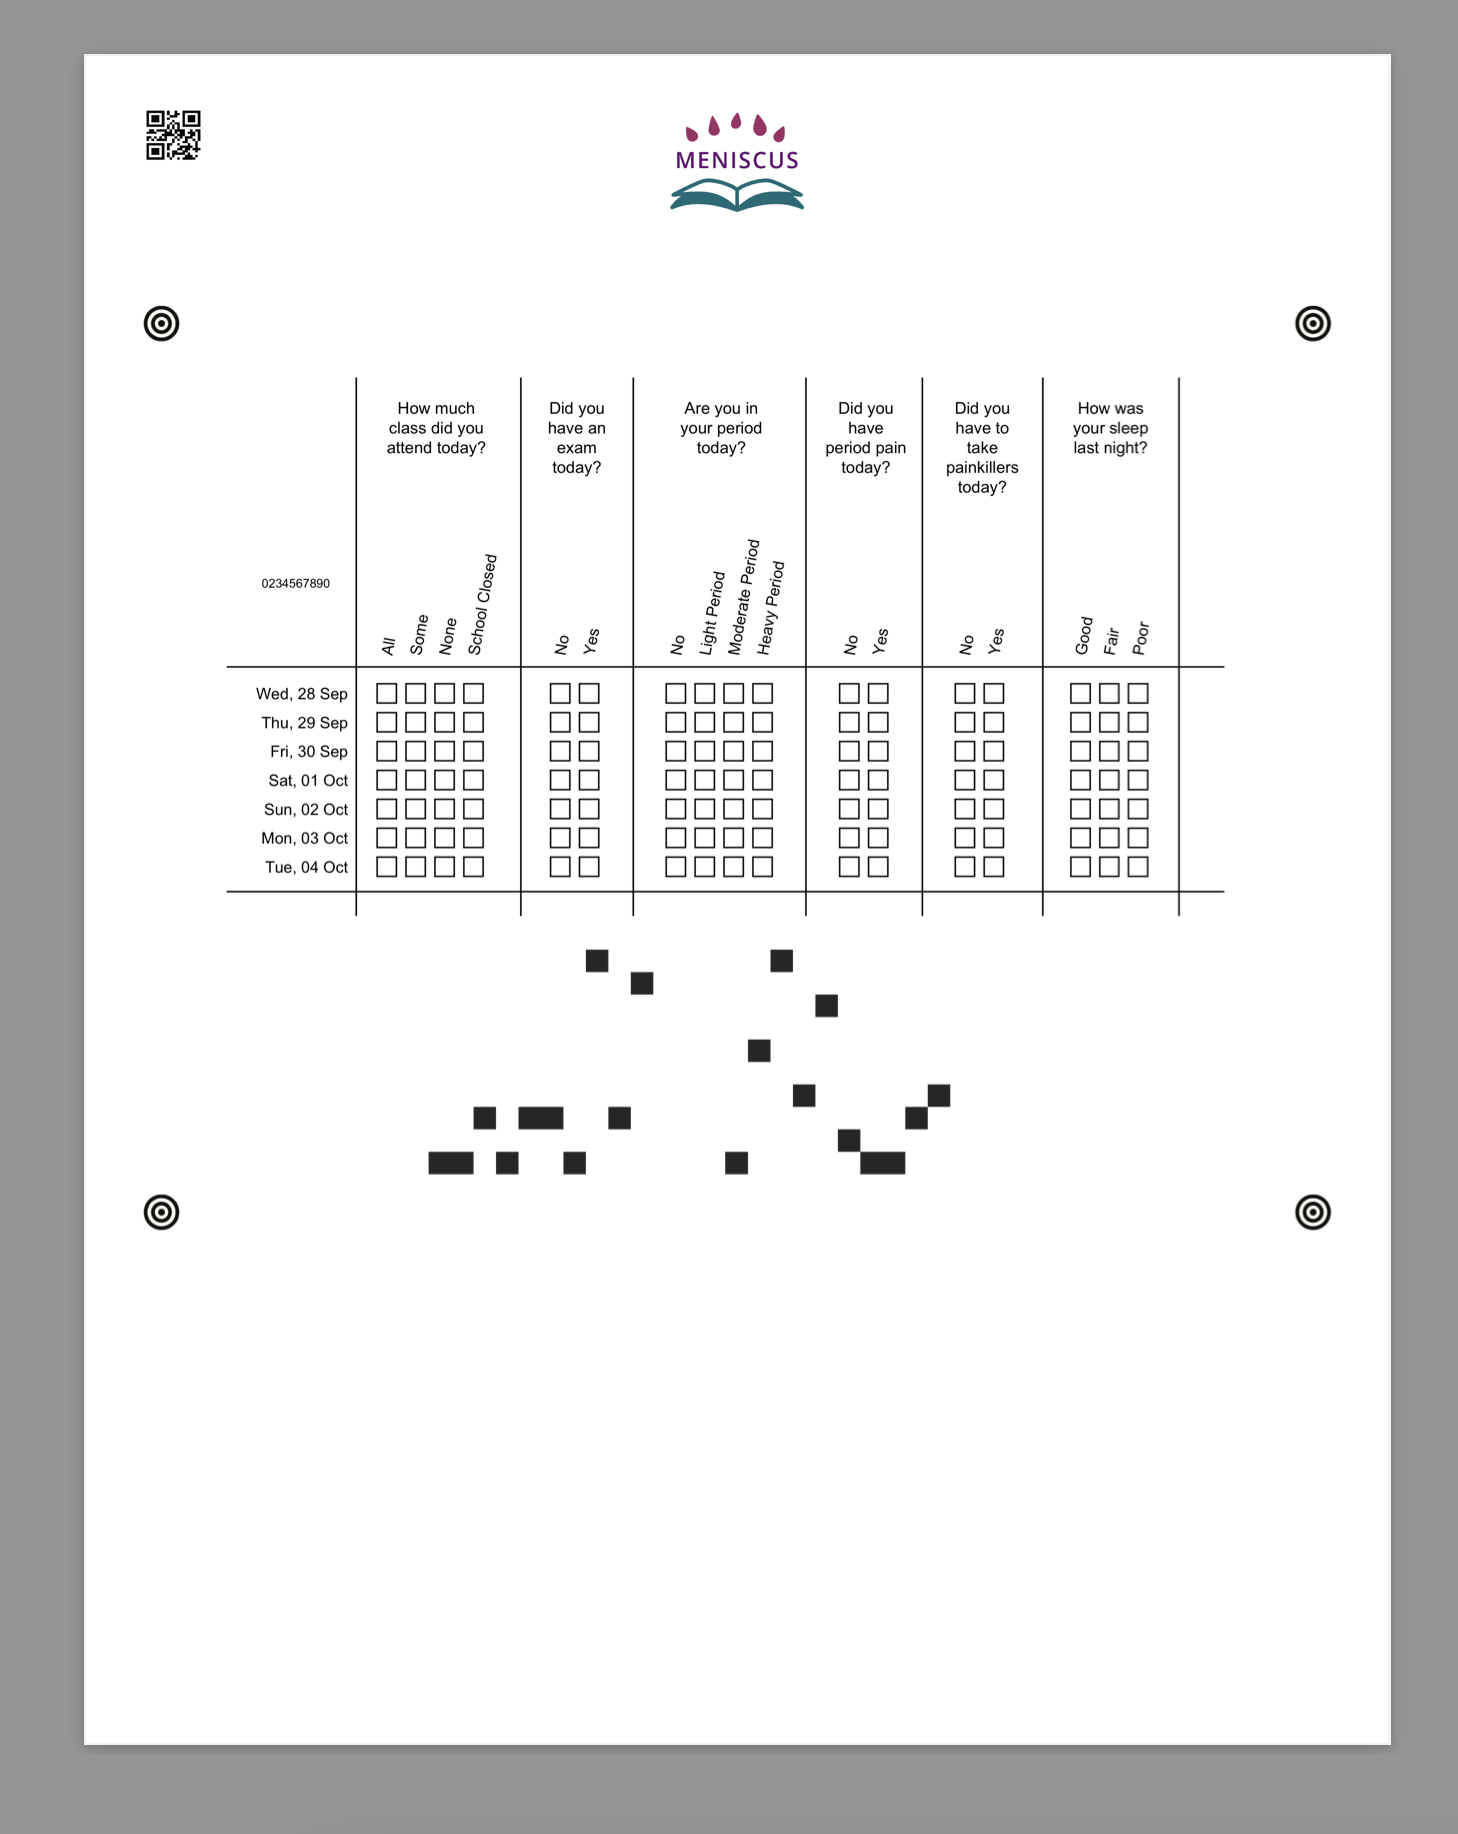 MENISCUS
How much
class did you
attend today?
Did you
have an
exam
today?
Are you in
your period
today?
Did you
have
period pain
today?
Did you
have to
take
painkillers
today?
How was
your sleep
last night?
0234567890
All
Some
None
School Closed
No
Yes
No
Light Period
Moderate Period
Heavy Period
No
Yes
No
Yes
Good
Fair
Poor
Wed, 28 Sep
Thu, 29 Sep
Fri, 30 Sep
Sat, 01 Oct
Sun, 02 Oct
Mon, 03 Oct
Tue, 04 Oct